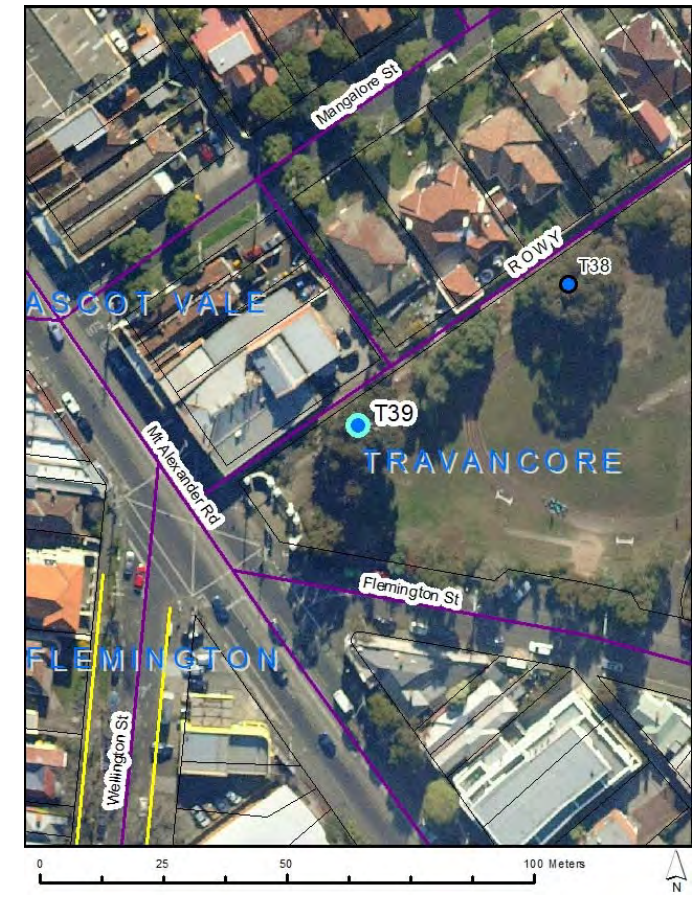 Mangalore St
ROWY
T38
ASCOT VALE
T39
Mt Alexander Rd
TRAVANCORE
Flemington St
FLEMINGTON
Wellington St
0 25 50 100 Meters
N